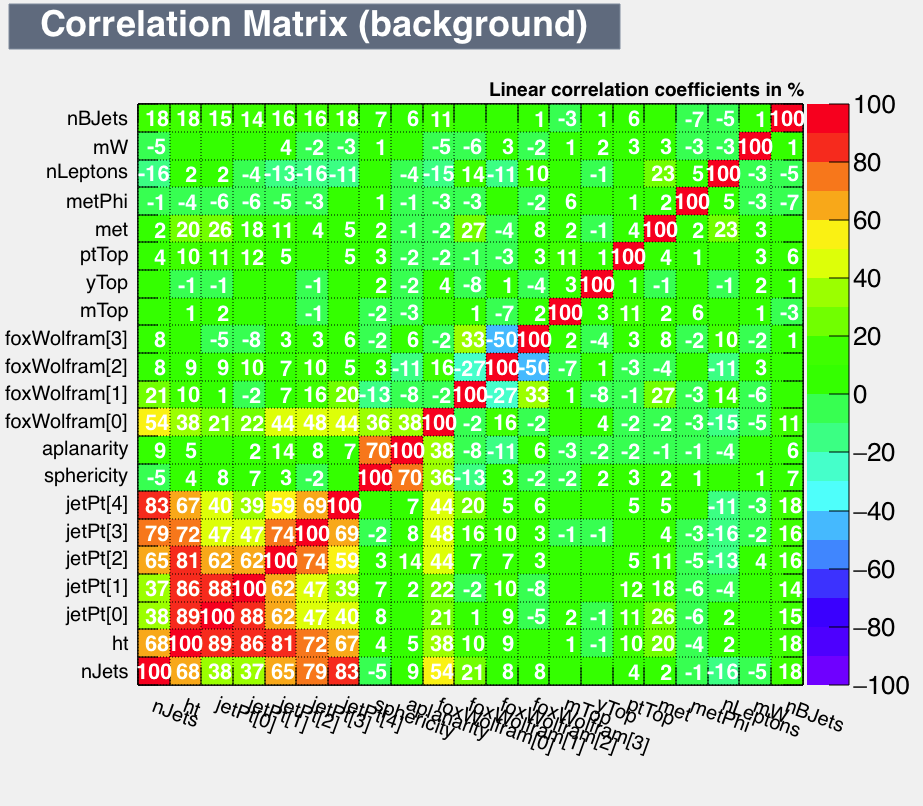 Correlation Matrix (background)
Linear correlation coefficients in %
nBJets 18 18 15 14 16 16 18 7 6 11 1 -3 1 6 -7 -5 1 100
mW -5 4 -2 -3 1 -5 -6 3 -2 1 2 3 3 -3 -3 100 1
nLeptons -16 2 2 -4 -13 -16 -11 -4 -15 14 -11 10 -1 23 5 100 -3 -5
metPhi -1 -4 -6 -6 -5 -3 1 -1 -3 -3 -2 6 1 2 100 5 -3 -7
met 2 20 26 18 11 4 5 2 -1 -2 27 -4 8 2 -1 4 100 2 23 3
ptTop 4 10 11 12 5 5 3 -2 -2 -1 -3 3 11 1 100 4 1 3 6
yTop -1 -1 -1 2 -2 4 -8 1 -4 3 100 1 -1 -1 2 1
mTop 1 2 -1 -2 -3 1 -7 2 100 3 11 2 6 1 -3
foxWolfram[3] 8 -5 -8 3 3 6 -2 6 -2 33 -50 100 2 -4 3 8 -2 10 -2 1
foxWolfram[2] 8 9 9 10 7 10 5 3 -11 16 -27 100 -50 -7 1 -3 -4 -11 3
foxWolfram[1] 21 10 1 -2 7 16 20 -13 -8 -2 100 -27 33 1 -8 -1 27 -3 14 -6
foxWolfram[0] 54 38 21 22 44 48 44 36 38 100 -2 16 -2 4 -2 -2 -3 -15 -5 11
aplanarity 9 5 2 14 8 7 70 100 38 -8 -11 6 -3 -2 -2 -1 -1 -4 6
sphericity -5 4 8 7 3 -2 100 70 36 -13 3 -2 -2 2 3 2 1 1 7
jetPt[4] 83 67 40 39 59 69 100 7 44 20 5 6 5 5 -11 -3 18
jetPt[3] 79 72 47 47 74 100 69 -2 8 48 16 10 3 -1 -1 4 -3 -16 -2 16
jetPt[2] 65 81 62 62 100 74 59 3 14 44 7 7 3 5 11 -5 -13 4 16
jetPt[1] 37 86 88 100 62 47 39 7 2 22 -2 10 -8 12 18 -6 -4 14
jetPt[0] 38 89 100 88 62 47 40 8 21 1 9 -5 2 -1 11 26 -6 2 15
ht 68 100 89 86 81 72 67 4 5 38 10 9 1 -1 10 20 -4 2 18
nJets 100 68 38 37 65 79 83 -5 9 54 21 8 8 4 2 -1 -16 -5 18
nJets ht jetPt[0] jetPt[1] jetPt[2] jetPt[3] jetPt[4] sphericity aplanarity foxWolfram[0] foxWolfram[1] foxWolfram[2] foxWolfram[3] mTop yTop ptTop met metPhi nLeptons mW nBJets
100
80
60
40
20
0
−20
−40
−60
−80
−100